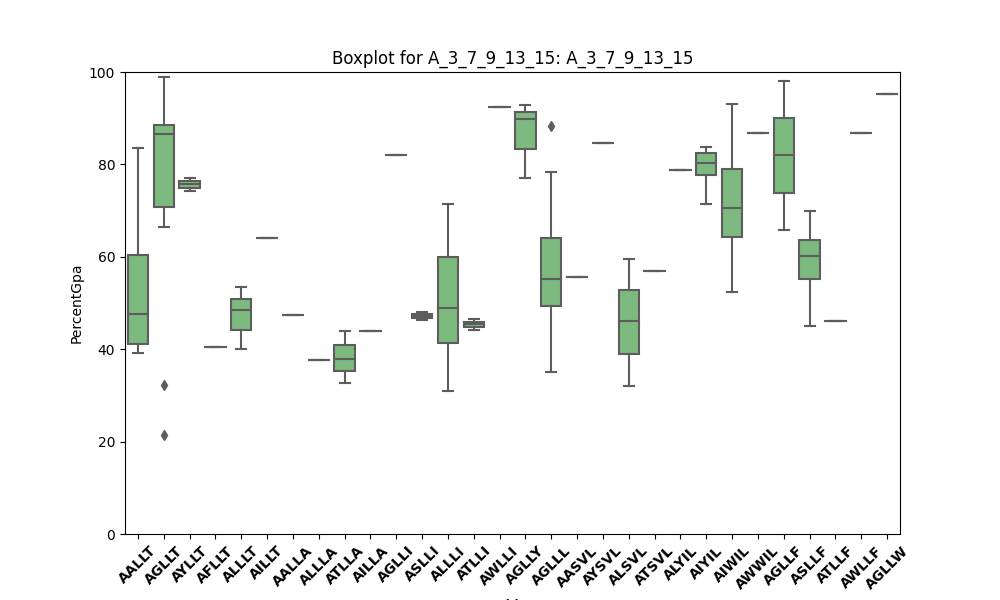 Boxplot for A_3_7_9_13_15: A_3_7_9_13_15
PercentGpa
100
80
60
40
20
0
AALLT
AGLLT
AYLLT
AFLLT
ALLLT
AILLT
AALLA
ALLLA
ATLLA
AILLA
AGLLI
ASLLI
ALLLI
ATLLI
AWLLI
AGLLY
AGLLL
AASVL
AYSVL
ALSVL
ATSVL
ALYIL
AIYIL
AIWIL
AWWIL
AGLLF
ASLLF
ATLLF
AWLLF
AGLLW